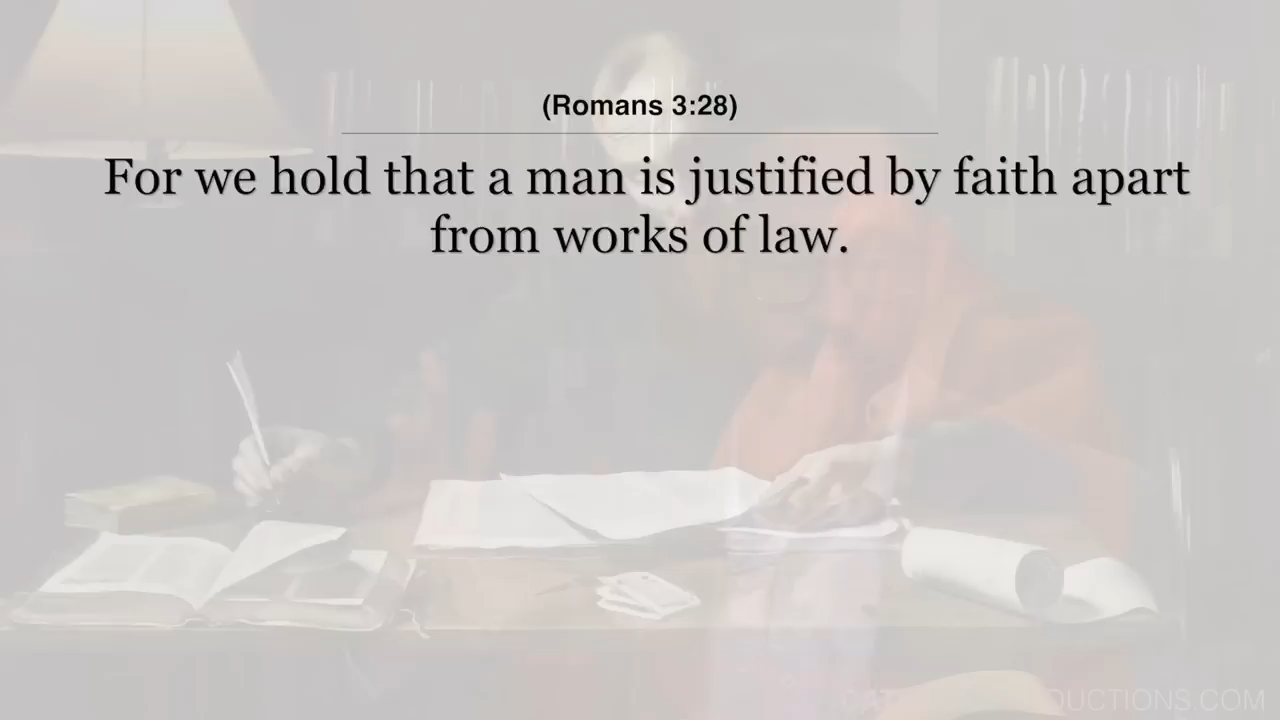 (Romans 3:28)
For we hold that a man is justified by faith apart
from works of law.